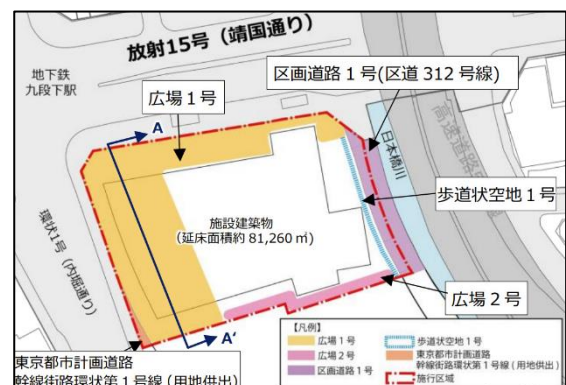 放射15号（靖国通り）
地下鉄
九段下駅
区画道路１号(区道 312 号線)
広場１号
A
日本橋川
高速道路
歩道状空地１号
施設建築物
(延床面積約 81,260 ㎡)
環状1号（内堀通り）
広場２号
A‘
東京都市計画道路
幹線街路環状第１号線（用地供出）
【凡例】
広場１号
広場２号
区画道路１号
歩道状空地１号
東京都市計画道路
幹線街路環状第１号線（用地供出）
施行区域